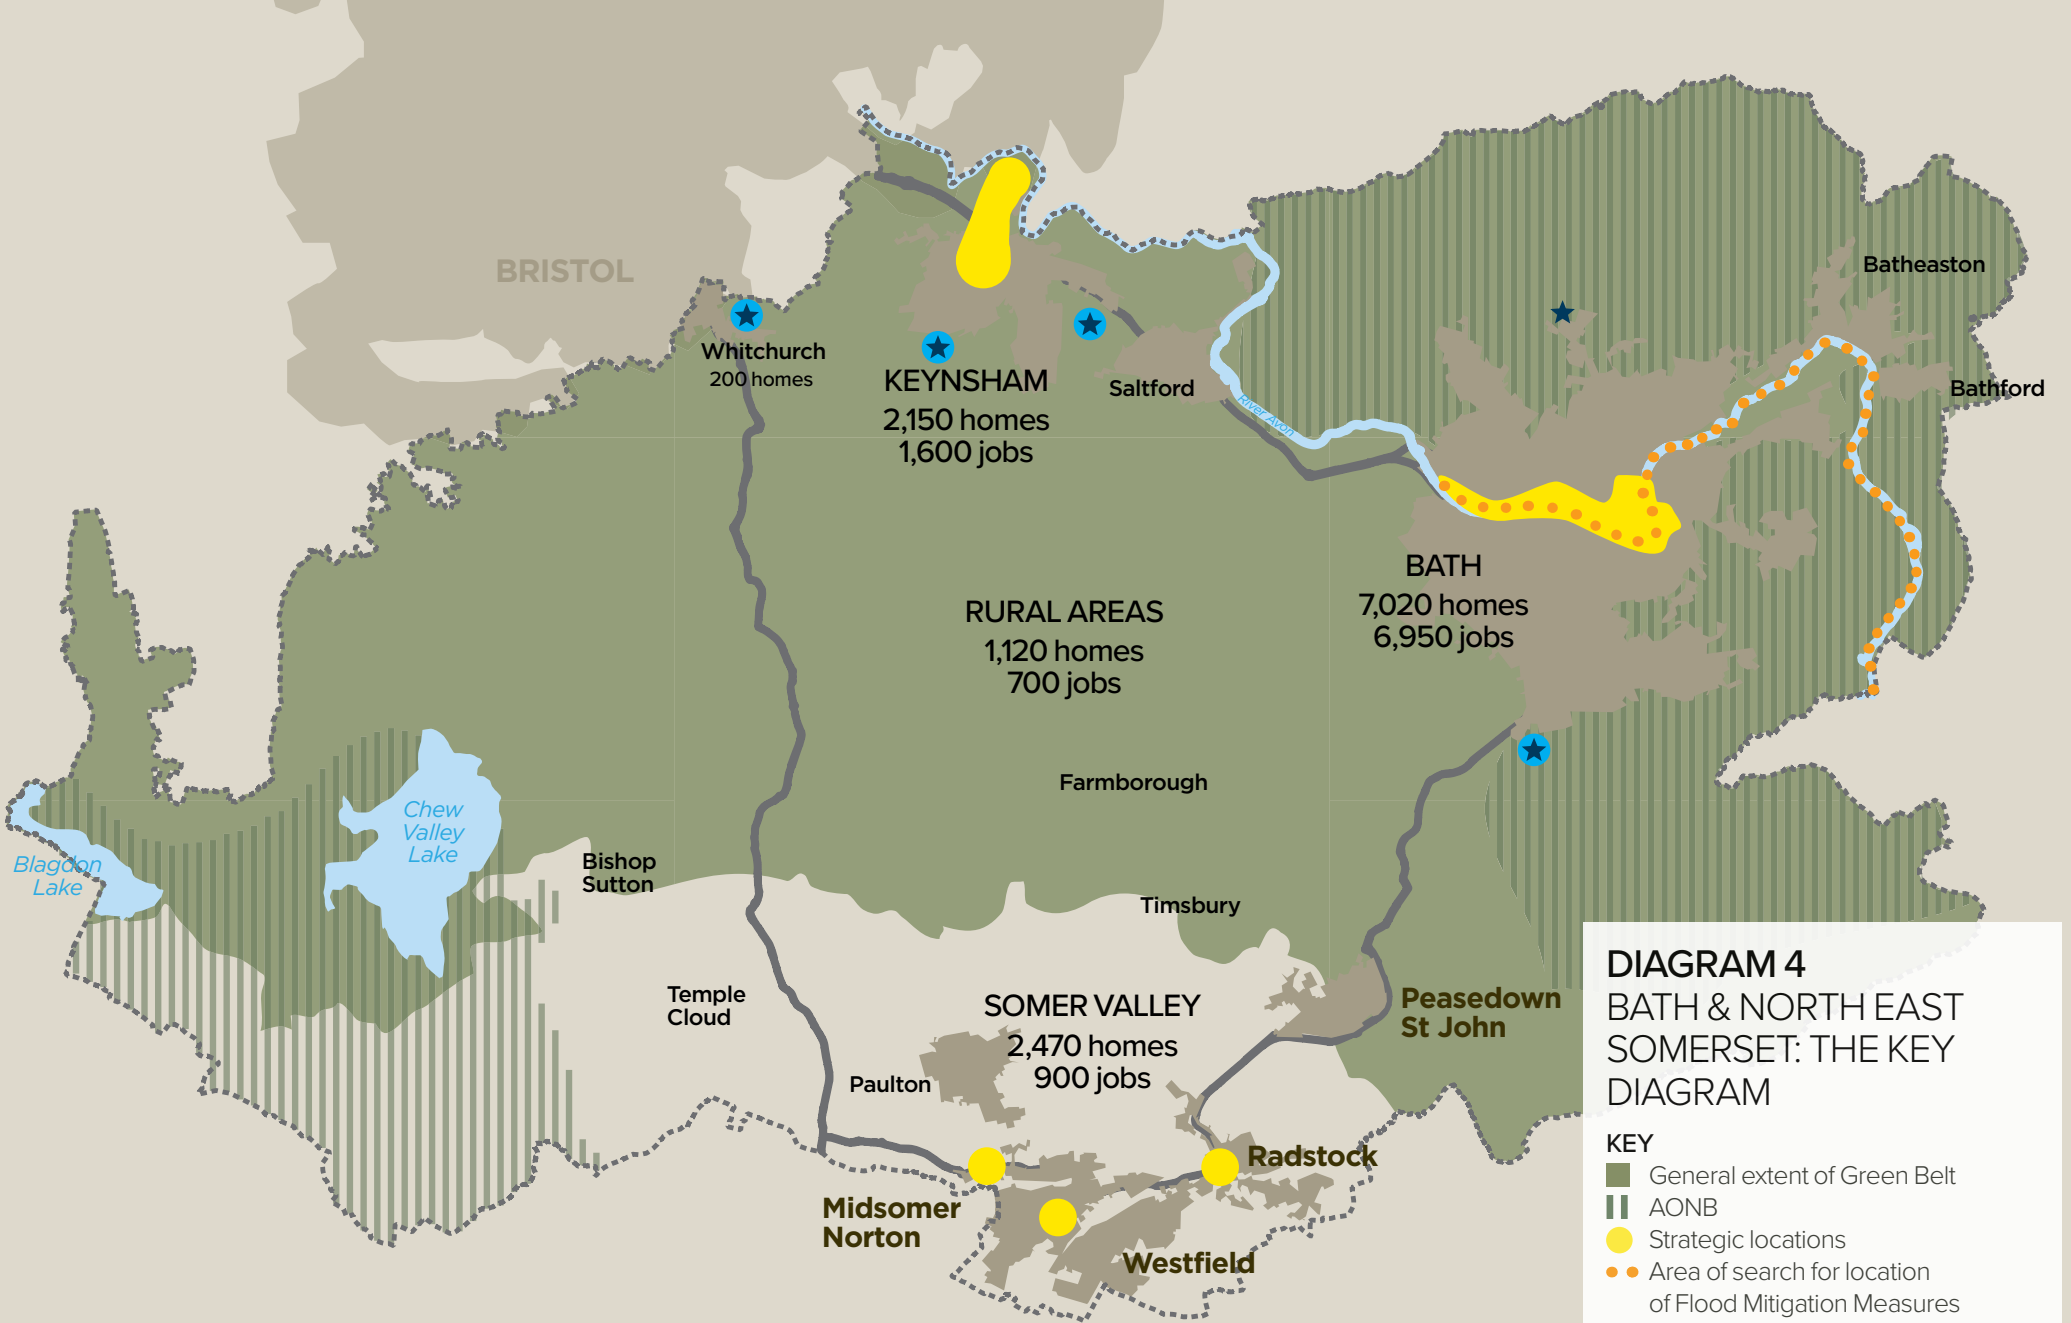 BRISTOL
Batheaston
Whitchurch
200 homes
KEYNSHAM
2,150 homes
1,600 jobs
Saltford
River Avon
Bathford
BATH
7,020 homes
6,950 jobs
RURAL AREAS
1,120 homes
700 jobs
Farmborough
Chew
Valley
Lake
Blagdon
Lake
Bishop
Sutton
Timsbury
Temple
Cloud
SOMER VALLEY
2,470 homes
900 jobs
Peasedown
St John
Paulton
Radstock
Midsomer
Norton
Westfield
DIAGRAM 4
BATH & NORTH EAST
SOMERSET: THE KEY
DIAGRAM
KEY
General extent of Green Belt
AONB
Strategic locations
Area of search for location
of Flood Mitigation Measures